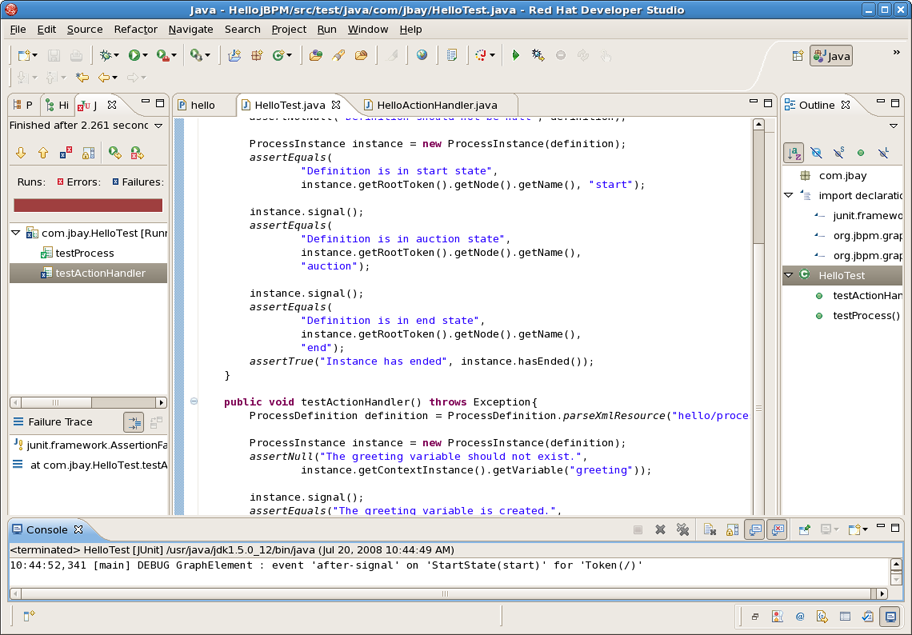 Java - HellojBPM/src/test/java/com/jbay/HelloTest.java - Red Hat Developer Studio
File Edit Source Refactor Navigate Search Project Run Window Help
Java
P Hi J
hello HelloTest.java HelloActionHandler.java
Outline
Finished after 2.261 seconc
Runs: Errors: Failures:
com.jbay.HelloTest [Runr
testProcess
testActionHandler
Failure Trace
junit.framework.AssertionFa
at com.jbay.HelloTest.testA
assertNotNull("Definition should not be null", definition);
ProcessInstance instance = new ProcessInstance(definition);
assertEquals(
"Definition is in start state",
instance.getRootToken().getNode().getName(), "start");
instance.signal();
assertEquals(
"Definition is in auction state",
instance.getRootToken().getNode().getName(),
"auction");
instance.signal();
assertEquals(
"Definition is in end state",
instance.getRootToken().getNode().getName(),
"end");
assertTrue("Instance has ended", instance.hasEnded());
}
public void testActionHandler() throws Exception{
ProcessDefinition definition = ProcessDefinition.parseXmlResource("hello/proce
ProcessInstance instance = new ProcessInstance(definition);
assertNull("The greeting variable should not exist.",
instance.getContextInstance().getVariable("greeting"));
instance.signal();
assertEquals("The greeting variable is created.",
com.jbay
import declaratio
junit.framewo
org.jbpm.grap
org.jbpm.grap
HelloTest
testActionHan
testProcess()
Console
<terminated> HelloTest [JUnit] /usr/java/jdk1.5.0_12/bin/java (Jul 20, 2008 10:44:49 AM)
10:44:52,341 [main] DEBUG GraphElement : event 'after-signal' on 'StartState(start)' for 'Token(/)'